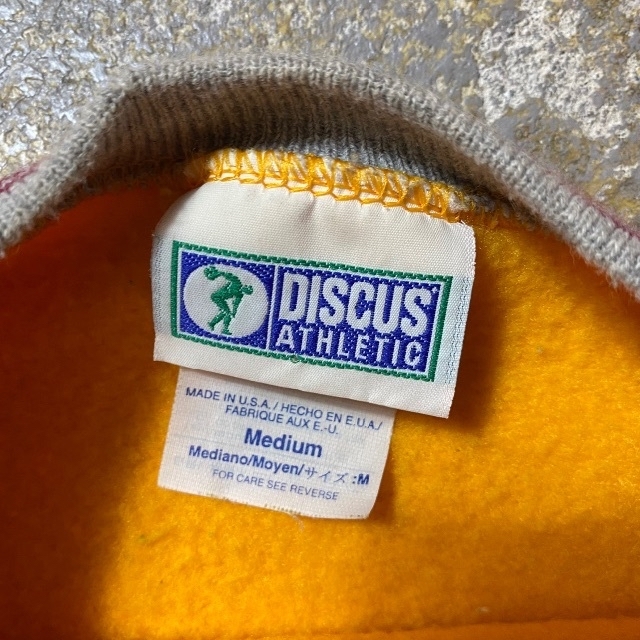 DISCUS
ATHLETIC
MADE IN U.S.A. / HECHO EN E.U.A./
FABRIQUE AUX E.-U.
Medium
Mediano/Moyen/サイズ:M
FOR CARE SEE REVERSE